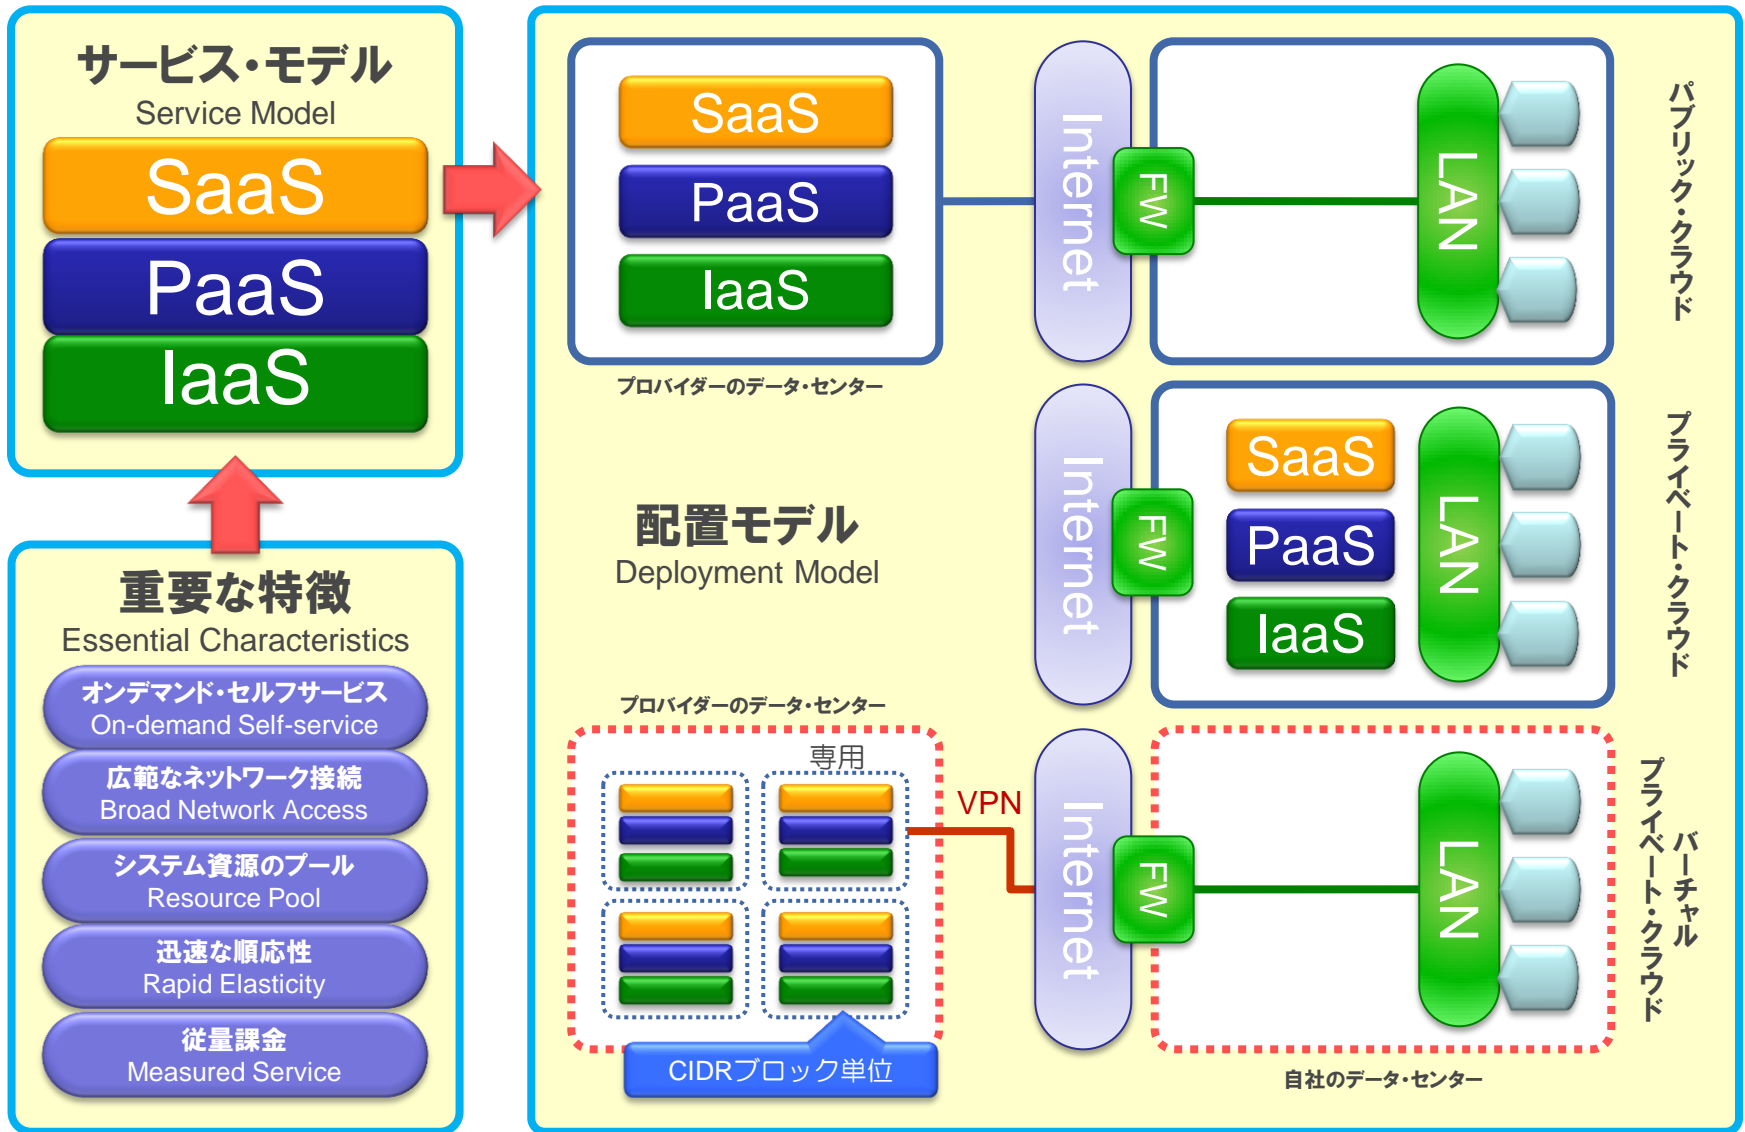 サービス・モデル
Service Model
SaaS
PaaS
IaaS
重要な特徴
Essential Characteristics
オンデマンド・セルフサービス
On-demand Self-service
広範なネットワーク接続
Broad Network Access
システム資源のプール
Resource Pool
迅速な順応性
Rapid Elasticity
従量課金
Measured Service
SaaS
PaaS
IaaS
プロバイダーのデータ・センター
Internet
FW
LAN
パブリック・クラウド
配置モデル
Deployment Model
Internet
FW
SaaS
PaaS
IaaS
LAN
プライベート・クラウド
プロバイダーのデータ・センター
専用
CIDRブロック単位
VPN
Internet
FW
LAN
自社のデータ・センター
バーチャル
プライベート・クラウド